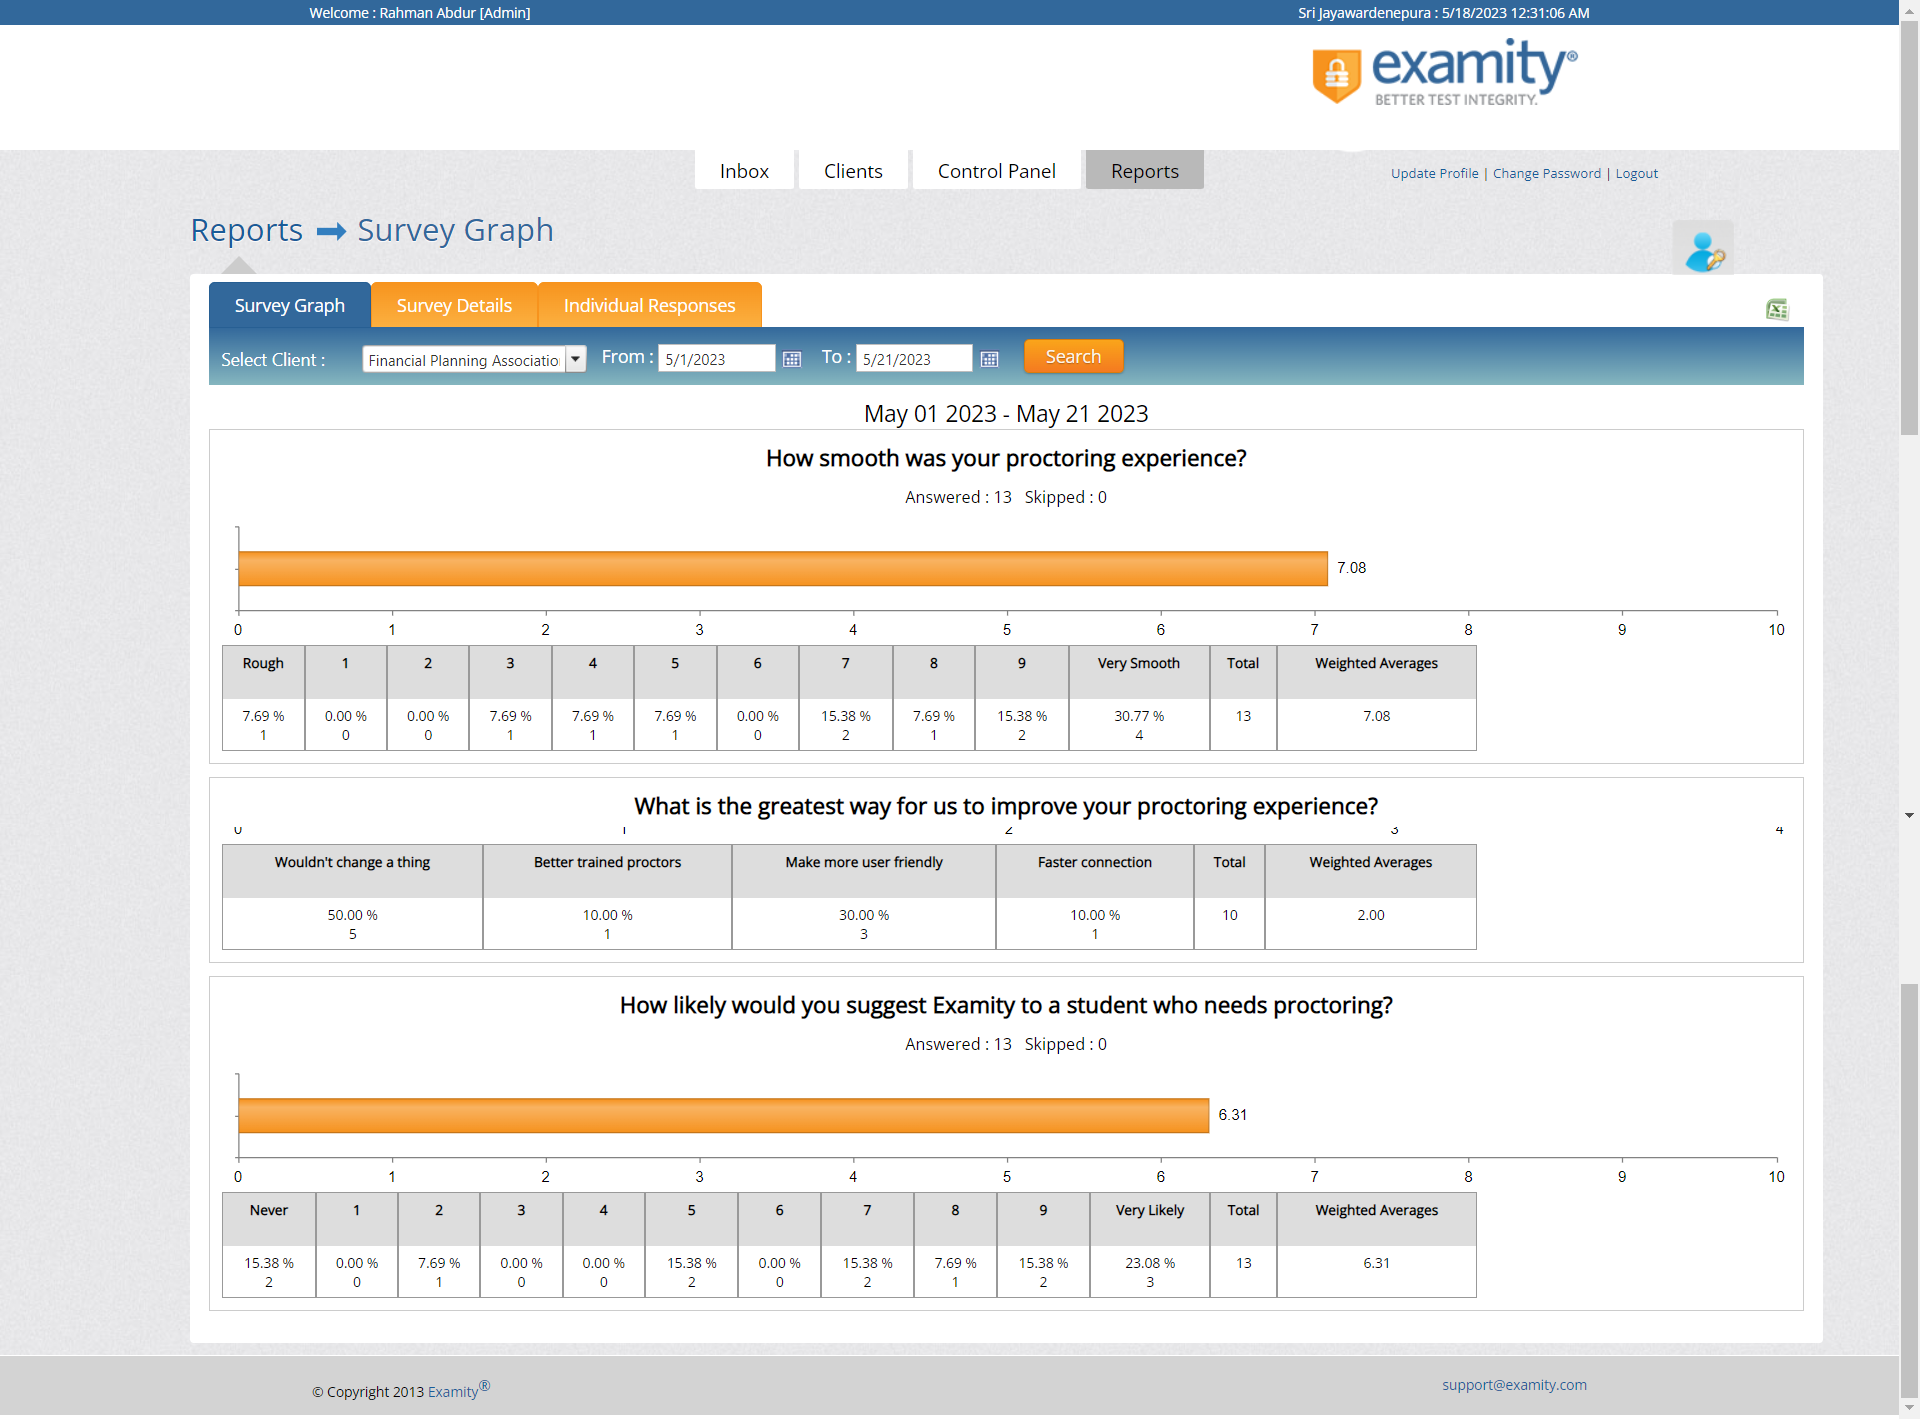 Welcome : Rahman Abdur [Admin]
Sri Jayawardenepura : 5/18/2023 12:31:06 AM
examity®
BETTER TEST INTEGRITY.
Inbox Clients Control Panel Reports
Update Profile | Change Password | Logout
Reports Survey Graph
Survey Graph Survey Details Individual Responses
Select Client : Financial Planning Associatio From : 5/1/2023 To : 5/21/2023 Search
May 01 2023 - May 21 2023
How smooth was your proctoring experience?
Answered : 13 Skipped : 0
7.08
0 1 2 3 4 5 6 7 8 9 10
Rough 1 2 3 4 5 6 7 8 9 Very Smooth Total Weighted Averages
7.69 % 0.00 % 0.00 % 7.69 % 7.69 % 7.69 % 0.00 % 15.38 % 7.69 % 15.38 % 30.77 % 13 7.08
1 0 0 1 1 1 0 2 1 2 4
What is the greatest way for us to improve your proctoring experience?
0 1 2 3 4
Wouldn't change a thing Better trained proctors Make more user friendly Faster connection Total Weighted Averages
50.00 % 10.00 % 30.00 % 10.00 % 10 2.00
5 1 3 1
How likely would you suggest Examity to a student who needs proctoring?
Answered : 13 Skipped : 0
6.31
0 1 2 3 4 5 6 7 8 9 10
Never 1 2 3 4 5 6 7 8 9 Very Likely Total Weighted Averages
15.38 % 0.00 % 7.69 % 0.00 % 0.00 % 15.38 % 0.00 % 15.38 % 7.69 % 15.38 % 23.08 % 13 6.31
2 0 1 0 0 2 0 2 1 2 3
© Copyright 2013 Examity®
support@examity.com